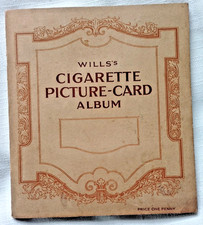 WILLS'S
CIGARETTE
PICTURE-CARD
ALBUM
PRICE ONE PENNY